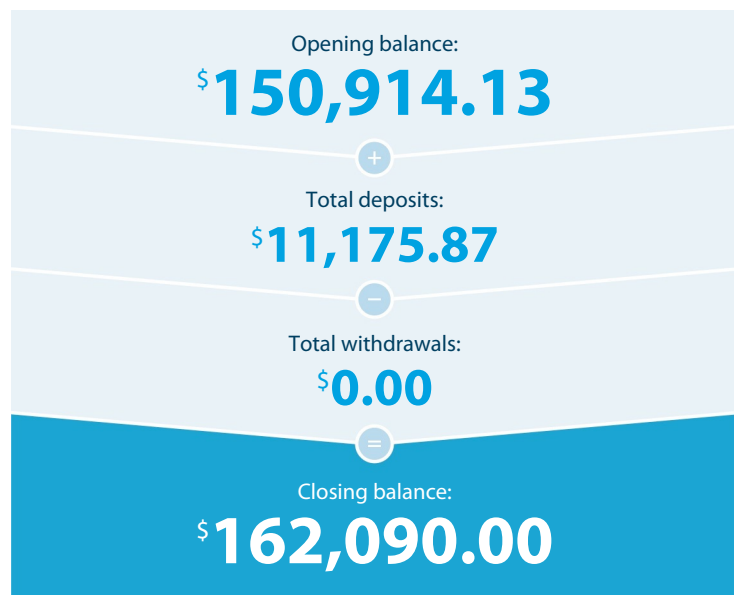 Opening balance:
$150,914.13
+
Total deposits:
$11,175.87
−
Total withdrawals:
$0.00
=
Closing balance:
$162,090.00